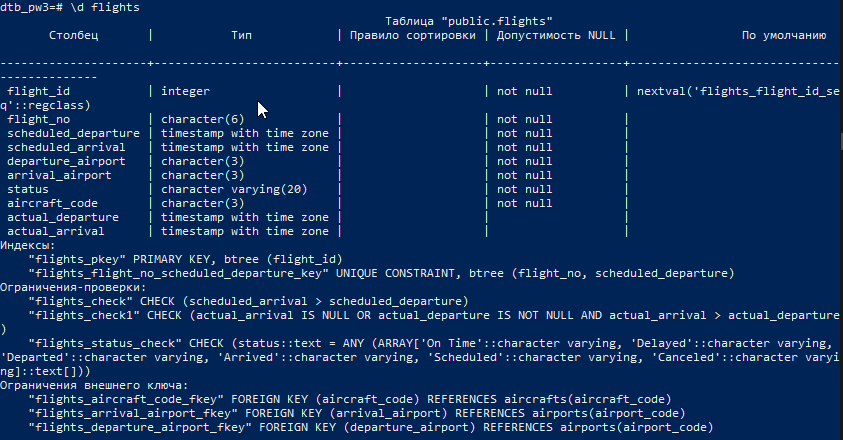 dtb_pw3=# \d flights
Таблица "public.flights"
Столбец | Тип | Правило сортировки | Допустимость NULL | По умолчанию
--------------------+--------------------------+--------------------+-------------------+------------------------------
--------------
flight_id | integer | | not null | nextval('flights_flight_id_se
q'::regclass)
flight_no | character(6) | | not null |
scheduled_departure | timestamp with time zone | | not null |
scheduled_arrival | timestamp with time zone | | not null |
departure_airport | character(3) | | not null |
arrival_airport | character(3) | | not null |
status | character varying(20) | | not null |
aircraft_code | character(3) | | not null |
actual_departure | timestamp with time zone | | |
actual_arrival | timestamp with time zone | | |
Индексы:
"flights_pkey" PRIMARY KEY, btree (flight_id)
"flights_flight_no_scheduled_departure_key" UNIQUE CONSTRAINT, btree (flight_no, scheduled_departure)
Ограничения-проверки:
"flights_check" CHECK (scheduled_arrival > scheduled_departure)
"flights_check1" CHECK (actual_arrival IS NULL OR actual_departure IS NOT NULL AND actual_arrival > actual_departure
)
"flights_status_check" CHECK (status::text = ANY (ARRAY['On Time'::character varying, 'Delayed'::character varying,
'Departed'::character varying, 'Arrived'::character varying, 'Scheduled'::character varying, 'Canceled'::character varyi
ng]::text[]))
Ограничения внешнего ключа:
"flights_aircraft_code_fkey" FOREIGN KEY (aircraft_code) REFERENCES aircrafts(aircraft_code)
"flights_arrival_airport_fkey" FOREIGN KEY (arrival_airport) REFERENCES airports(airport_code)
"flights_departure_airport_fkey" FOREIGN KEY (departure_airport) REFERENCES airports(airport_code)